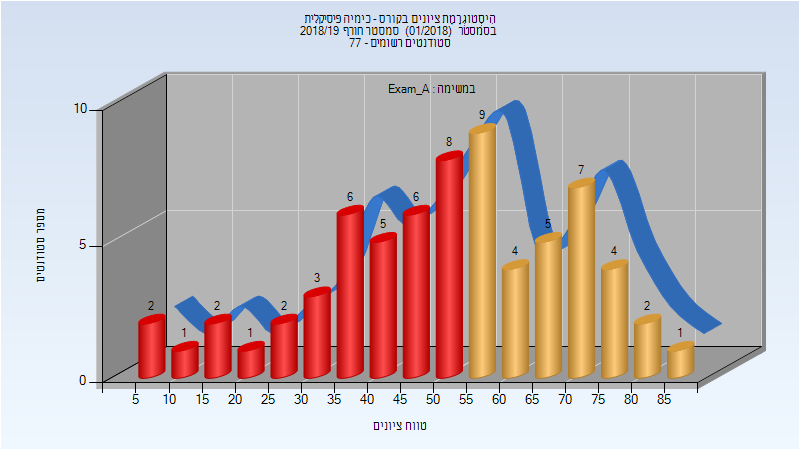 היסטוגרמת ציונים בקורס - כימיה פיסיקלית
בסמסטר (01/2018) סמסטר חורף 2018/19
סטודנטים רשומים - 77
במשימה : Exam_A
מספר סטודנטים
10
5
0
2
1
2
1
2
3
6
5
6
8
9
4
5
7
4
2
1
5 10 15 20 25 30 35 40 45 50 55 60 65 70 75 80 85
טווח ציונים